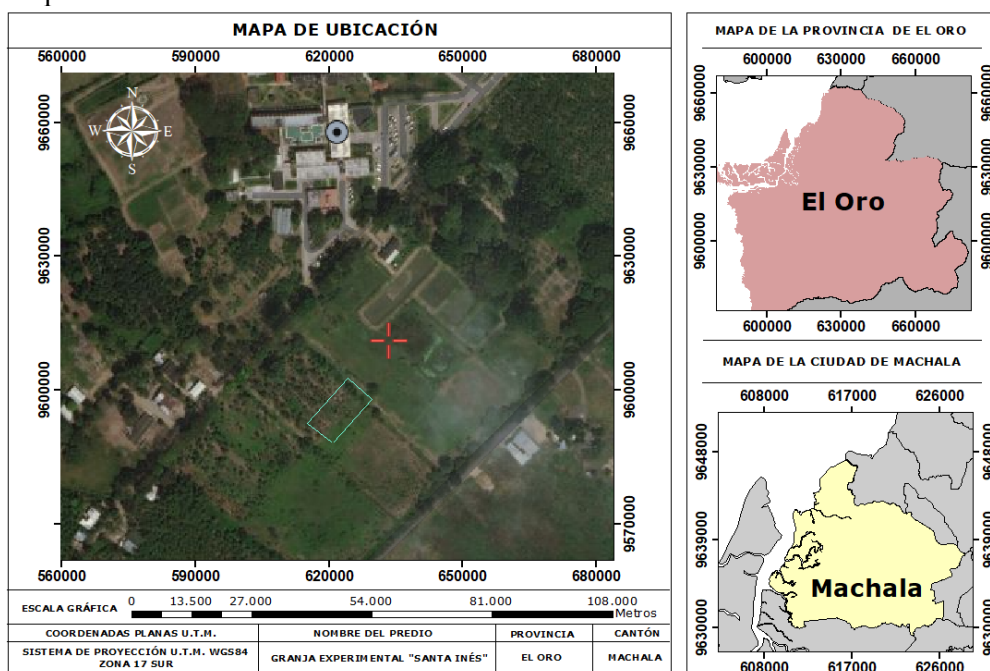 MAPA DE UBICACIÓN
560000 590000 620000 650000 680000
N
W E
S
9660000 9660000
9630000 9630000
9600000 9600000
9570000 9570000
560000 590000 620000 650000 680000
ESCALA GRÁFICA 0 13.500 27.000 54.000 81.000 108.000
Metros
COORDENADAS PLANAS U.T.M. NOMBRE DEL PREDIO PROVINCIA CANTÓN
SISTEMA DE PROYECCIÓN U.T.M. WGS84
ZONA 17 SUR
GRANJA EXPERIMENTAL "SANTA INÉS" EL ORO MACHALA
MAPA DE LA PROVINCIA DE EL ORO
600000 630000 660000
9660000 9660000
9630000 9630000
El Oro
9600000 9600000
600000 630000 660000
MAPA DE LA CIUDAD DE MACHALA
608000 617000 626000
9648000 9648000
9639000 9639000
Machala
9630000 9630000
608000 617000 626000